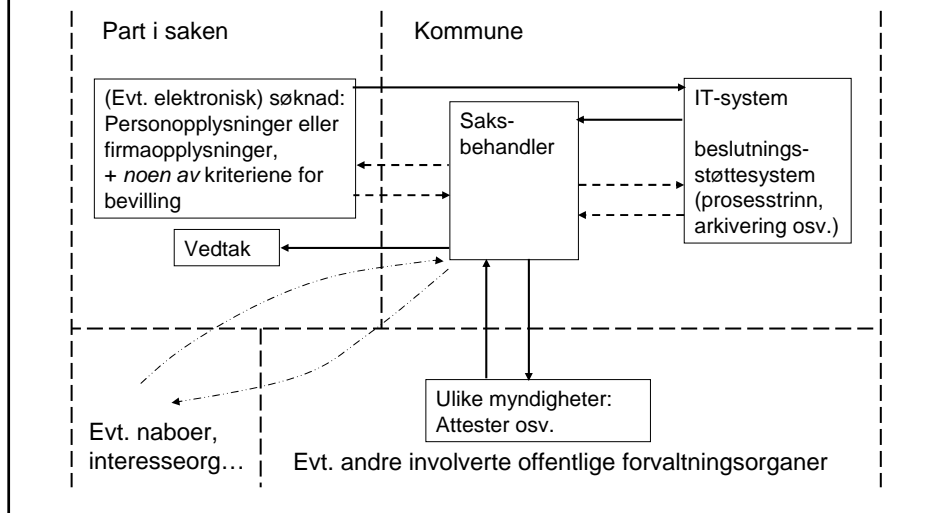 Part i saken
Kommune
(Evt. elektronisk) søknad:
Personopplysninger eller
firmaopplysninger,
+ noen av kriteriene for
bevilling
Saks-
behandler
IT-system
beslutnings-
støttesystem
(prosesstrinn,
arkivering osv.)
Vedtak
Ulike myndigheter:
Attester osv.
Evt. naboer,
interesseorg…
Evt. andre involverte offentlige forvaltningsorganer